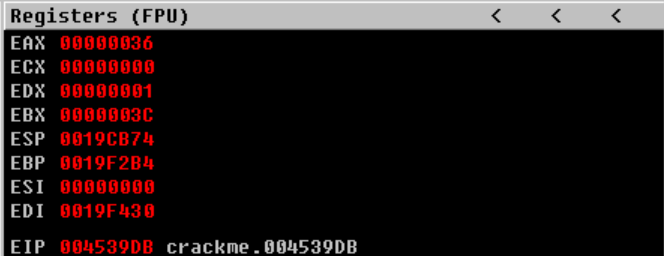 Registers (FPU) < < <
EAX 00000036
ECX 00000000
EDX 00000001
EBX 0000003C
ESP 0019CB74
EBP 0019F2B4
ESI 00000000
EDI 0019F430
EIP 004539DB crackme.004539DB